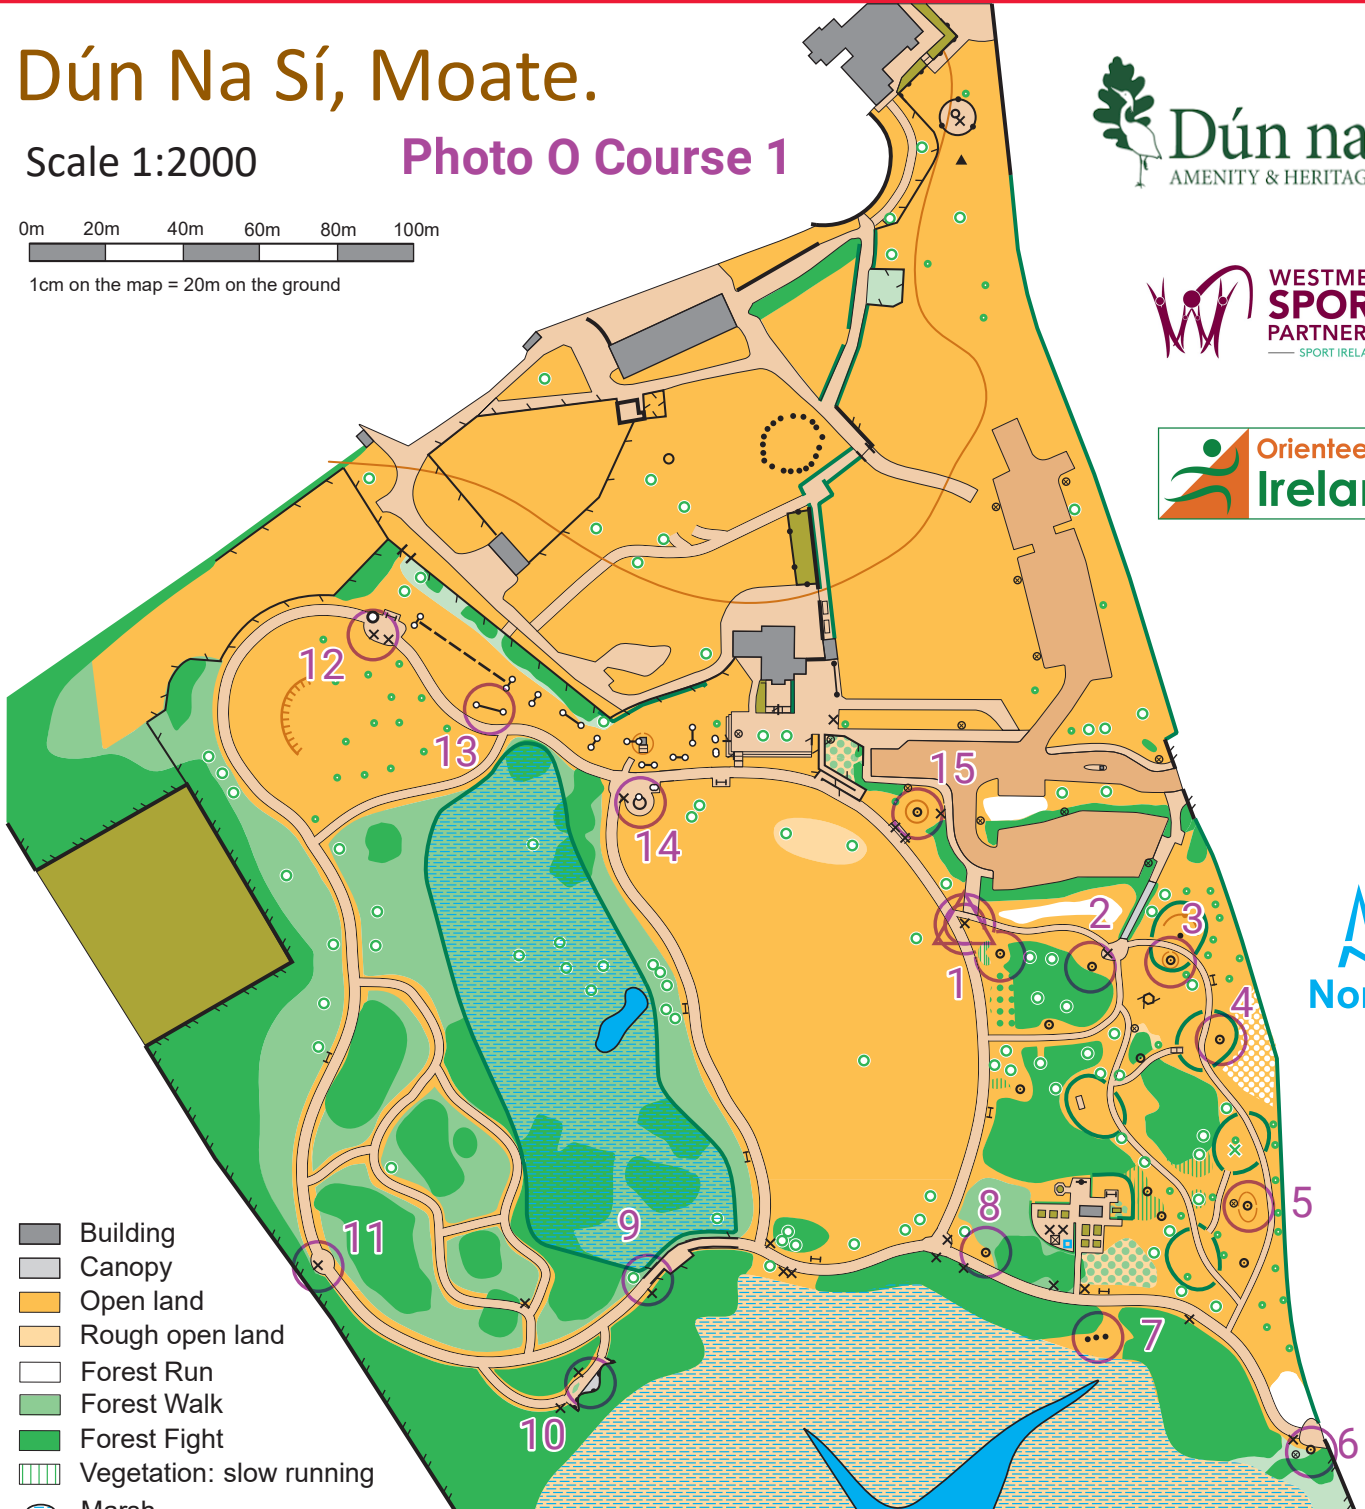 Dún Na Sí, Moate.
Scale 1:2000
Photo O Course 1
0m 20m 40m 60m 80m 100m
1cm on the map = 20m on the ground
Dún na
AMENITY & HERITAG
WESTME
SPOR
PARTNER
SPORT IRELA
Orientee
Irelan
Nor
12
13
14
15
1
2
3
4
5
6
7
8
9
10
11
Building
Canopy
Open land
Rough open land
Forest Run
Forest Walk
Forest Fight
Vegetation: slow running
Marsh